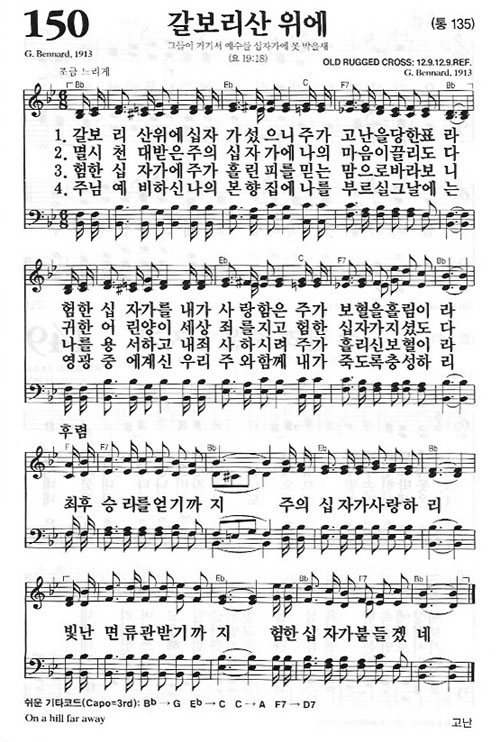 150
갈보리산 위에
(통 135)
G. Bennard, 1913
그들이 거기서 예수를 십자가에 못 박을새
(요 19:18)
OLD RUGGED CROSS: 12.9.12.9.REF.
G. Bennard, 1913
조금 느리게
Bb Eb C F7
1. 갈보 리 산위에 십자 가 섰으니 주가 고난을 당한표 라
2. 멸시 천 대받은 주의 십 자가에 나의 마음이 끌리도 다
3. 험한 십 자가에 주가 흘린 피를 믿는 맘으로 바라보 니
4. 주님 예 비하신 나의 본 향집에 나를 부르실 그날에 는
Bb Eb C F7 Bb
험한 십 자가를 내가 사 랑함은 주가 보혈을 흘림이 라
귀한 어 린양이 세상 죄를 지고 험한 십자가 지셨도 다
나를 용 서하고 내죄 사 하시려 주가 흘리신 보혈이 라
영광 중 에계신 우리 주 와함께 내가 죽도록 충성하 리
후렴
F F7 Bb Eb Bb
최후 승 리를 얻기까 지 주의 십 자가 사랑하 리
Bb Eb Bb F7 Bb
빛난 면 류관 받기까 지 험한 십 자가 붙들겠 네
쉬운 기타코드(Capo=3rd): Bb → G Eb → C C → A F7 → D7
On a hill far away
고난